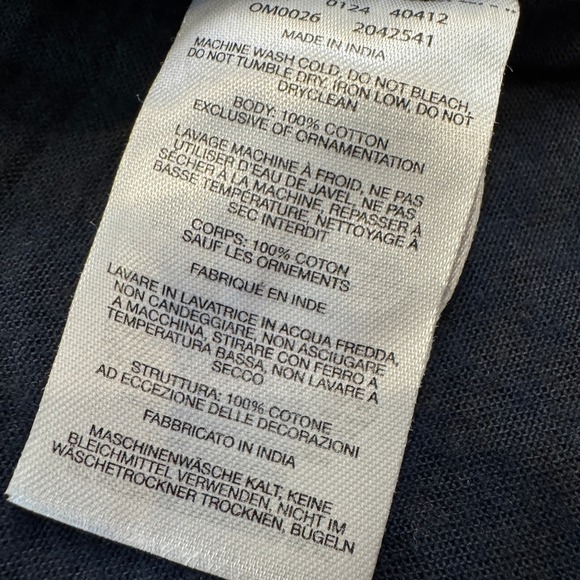 0124 40412
OM0026 2042541
MADE IN INDIA
MACHINE WASH COLD, DO NOT BLEACH,
DO NOT TUMBLE DRY, IRON LOW, DO NOT
DRYCLEAN
BODY: 100% COTTON
EXCLUSIVE OF ORNAMENTATION
LAVAGE MACHINE À FROID, NE PAS
UTILISER D'EAU DE JAVEL, NE PAS
SÉCHER À LA MACHINE, REPASSER À
BASSE TEMPÉRATURE, NETTOYAGE À
SEC INTERDIT
CORPS: 100% COTON
SAUF LES ORNEMENTS
FABRIQUÉ EN INDE
LAVARE IN LAVATRICE IN ACQUA FREDDA,
NON CANDEGGIARE, NON ASCIUGARE
A MACCHINA, STIRARE CON FERRO A
TEMPERATURA BASSA, NON LAVARE A
SECCO
STRUTTURA: 100% COTONE
AD ECCEZIONE DELLE DECORAZIONI
FABBRICATO IN INDIA
MASCHINENWÄSCHE KALT, KEINE
BLEICHMITTEL VERWENDEN, NICHT IM
WÄSCHETROCKNER TROCKNEN, BÜGELN